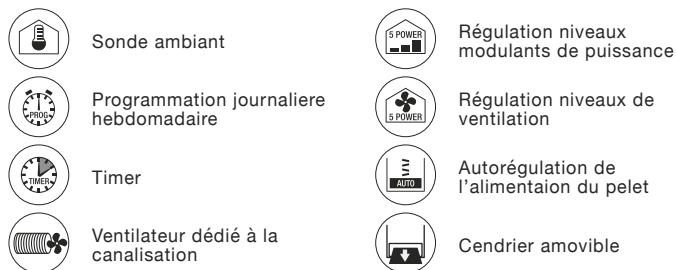 Sonde ambiant
PROG
Programmation journaliere
hebdomadaire
TIMER
Timer
Ventilateur dédié à la
canalisation
5 POWER
Régulation niveaux
modulants de puissance
5 POWER
Régulation niveaux de
ventilation
AUTO
Autorégulation de
l'alimentaion du pelet
Cendrier amovible